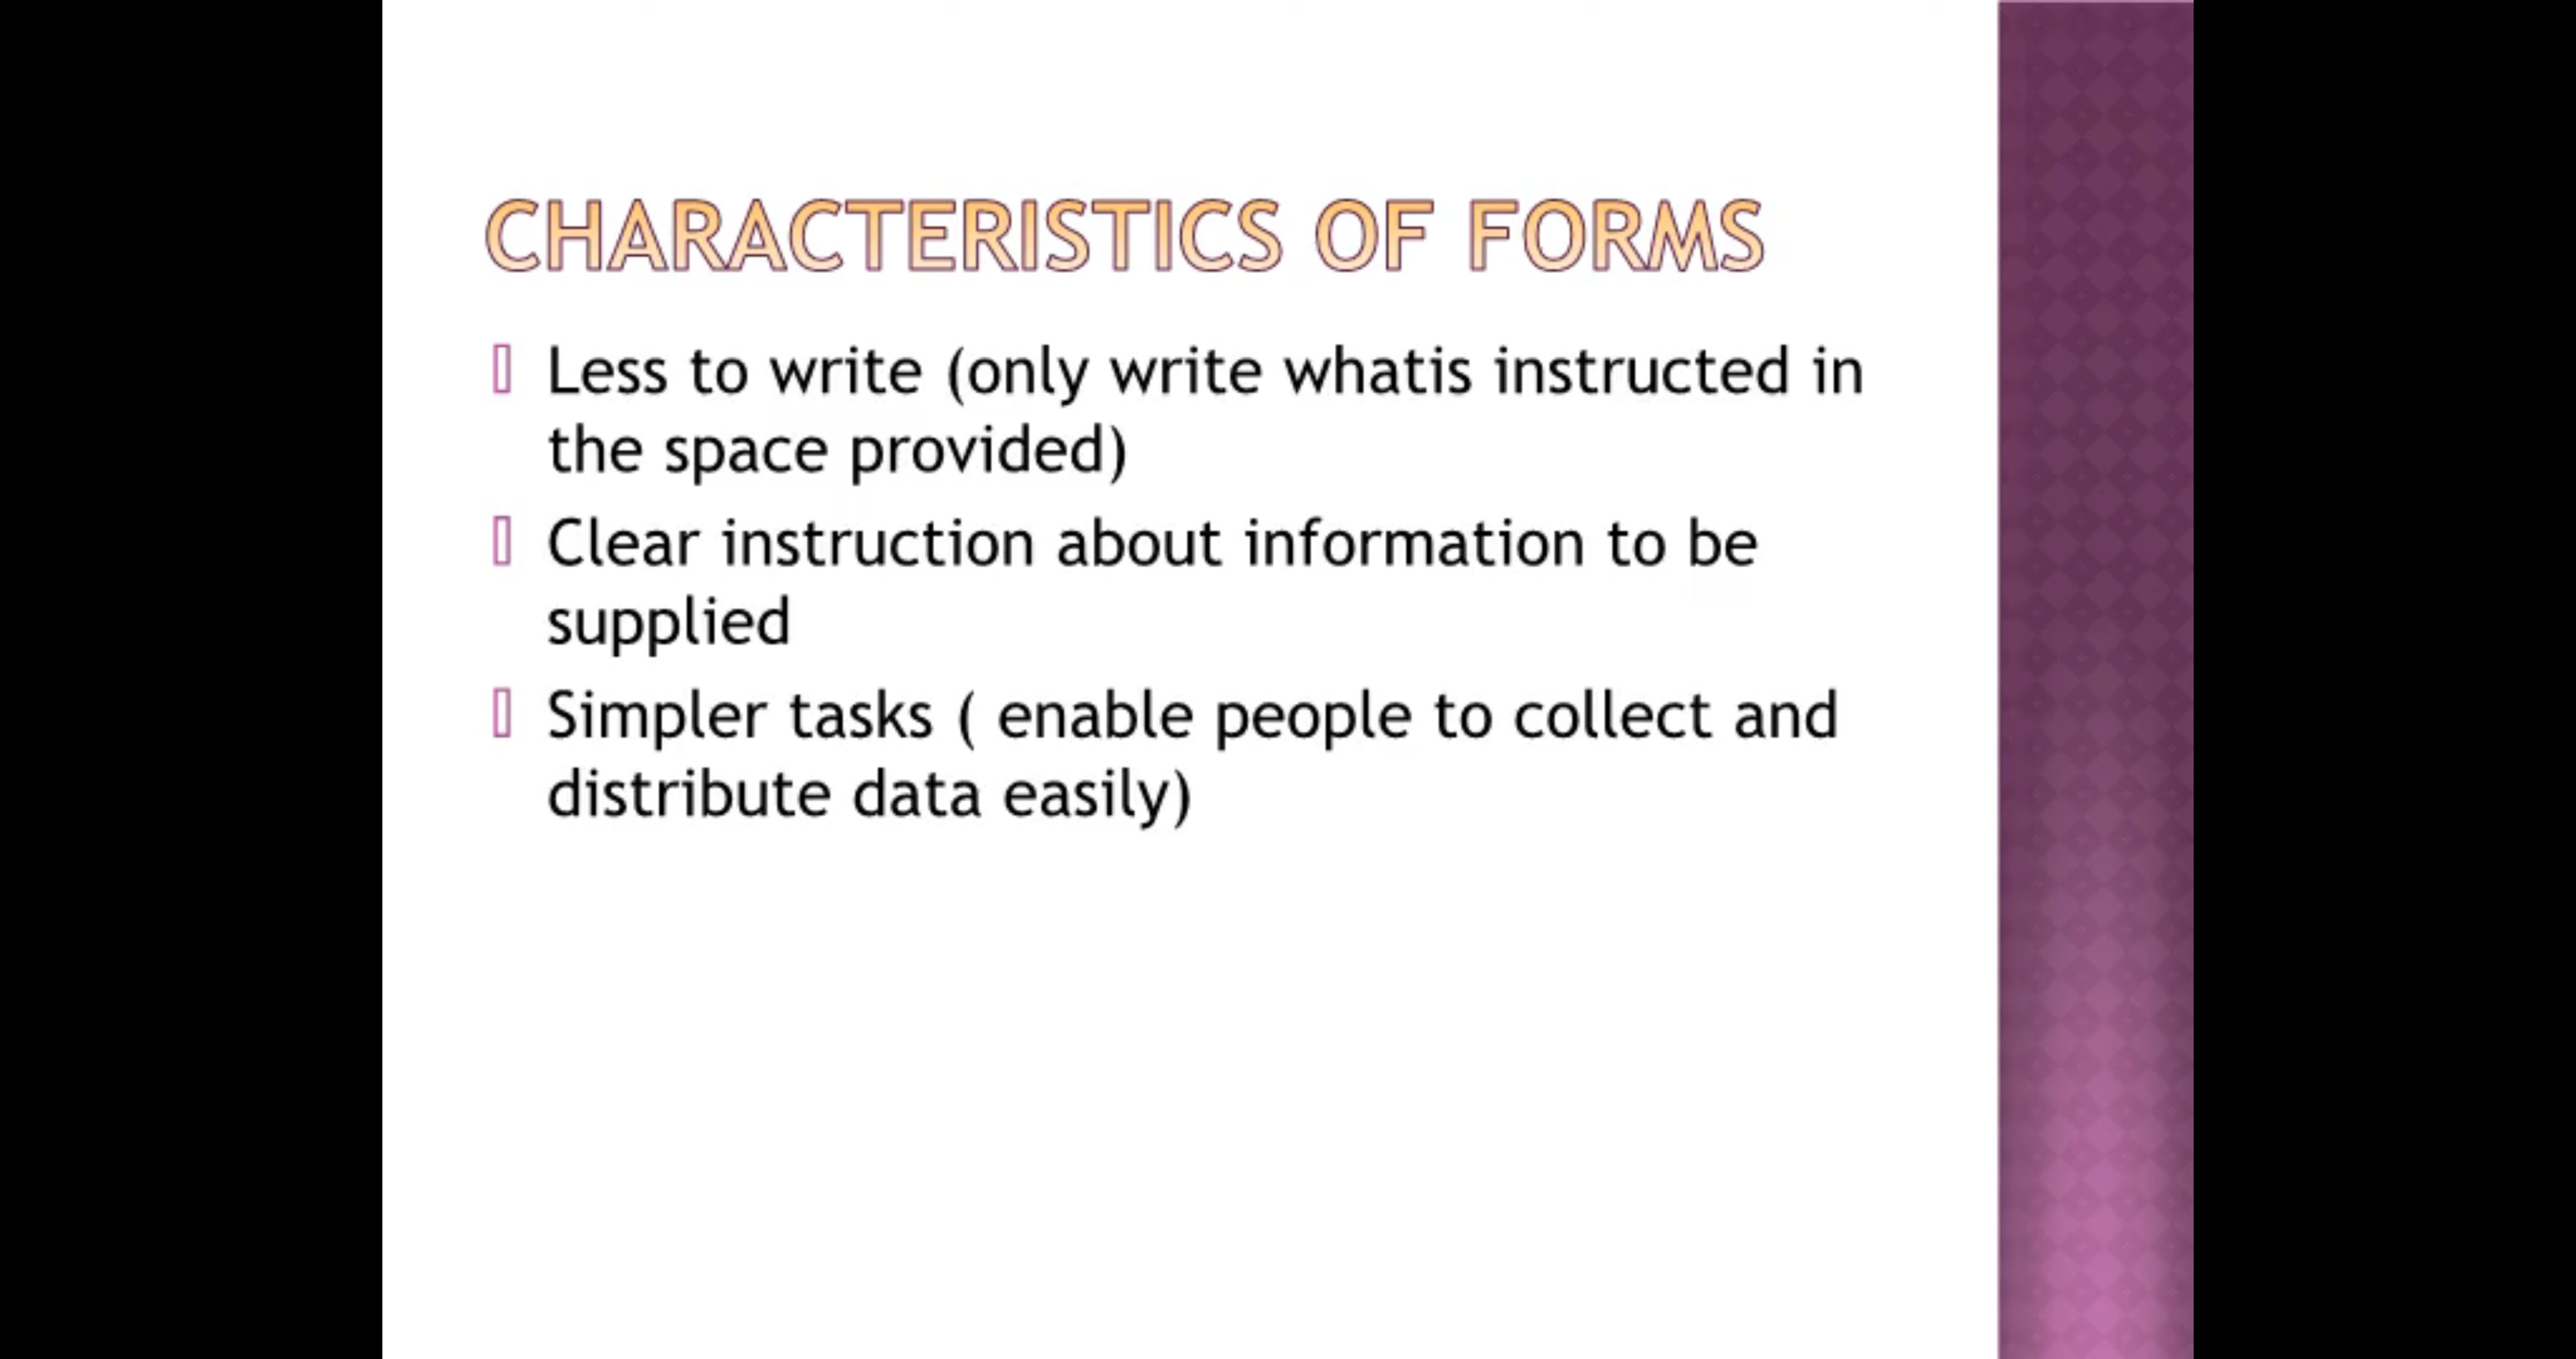 CHARACTERISTICS OF FORMS
Less to write (only write whatis instructed in
the space provided)
Clear instruction about information to be
supplied
Simpler tasks ( enable people to collect and
distribute data easily)